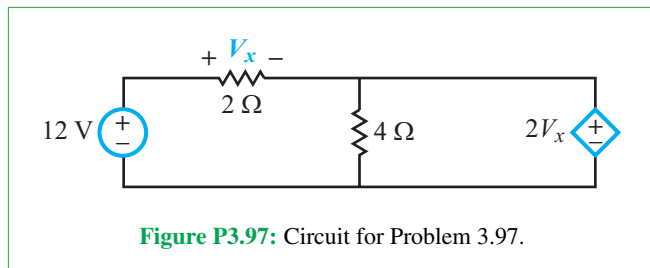 + Vx −
2 Ω
12 V
+
−
4 Ω
2Vx
+
−
Figure P3.97: Circuit for Problem 3.97.